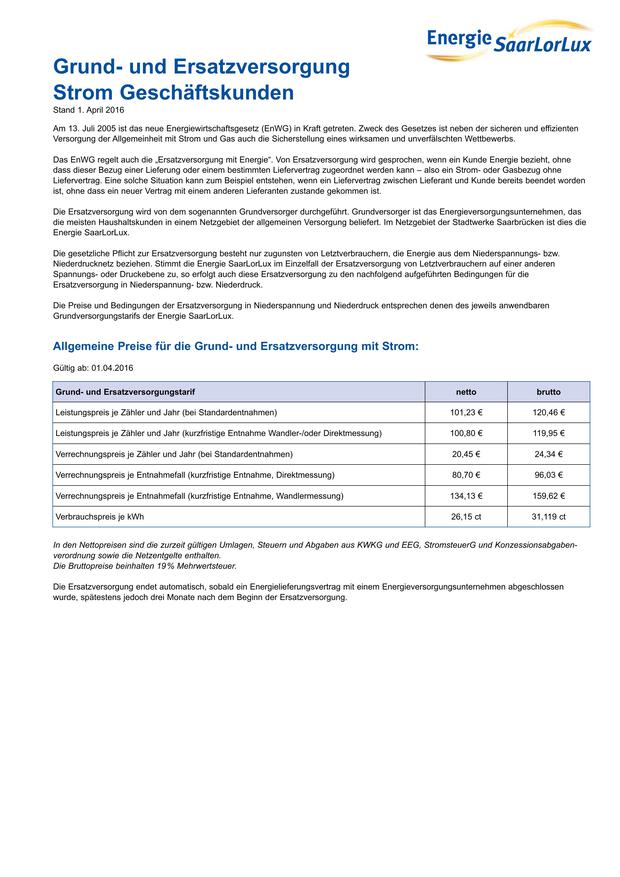 Energie SaarLorLux
Grund- und Ersatzversorgung
Strom Geschäftskunden
Stand 1. April 2016
Am 13. Juli 2005 ist das neue Energiewirtschaftsgesetz (EnWG) in Kraft getreten. Zweck des Gesetzes ist neben der sicheren und effizienten
Versorgung der Allgemeinheit mit Strom und Gas auch die Sicherstellung eines wirksamen und unverfälschten Wettbewerbs.
Das EnWG regelt auch die „Ersatzversorgung mit Energie“. Von Ersatzversorgung wird gesprochen, wenn ein Kunde Energie bezieht, ohne
dass dieser Bezug einer Lieferung oder einem bestimmten Liefervertrag zugeordnet werden kann – also ein Strom- oder Gasbezug ohne
Liefervertrag. Eine solche Situation kann zum Beispiel entstehen, wenn ein Liefervertrag zwischen Lieferant und Kunde bereits beendet worden
ist, ohne dass ein neuer Vertrag mit einem anderen Lieferanten zustande gekommen ist.
Die Ersatzversorgung wird von dem sogenannten Grundversorger durchgeführt. Grundversorger ist das Energieversorgungsunternehmen, das
die meisten Haushaltskunden in einem Netzgebiet der allgemeinen Versorgung beliefert. Im Netzgebiet der Stadtwerke Saarbrücken ist dies die
Energie SaarLorLux.
Die gesetzliche Pflicht zur Ersatzversorgung besteht nur zugunsten von Letztverbrauchern, die Energie aus dem Niederspannungs- bzw.
Niederdrucknetz beziehen. Stimmt die Energie SaarLorLux im Einzelfall der Ersatzversorgung von Letztverbrauchern auf einer anderen
Spannungs- oder Druckebene zu, so erfolgt auch diese Ersatzversorgung zu den nachfolgend aufgeführten Bedingungen für die
Ersatzversorgung in Niederspannung- bzw. Niederdruck.
Die Preise und Bedingungen der Ersatzversorgung in Niederspannung und Niederdruck entsprechen denen des jeweils anwendbaren
Grundversorgungstarifs der Energie SaarLorLux.
Allgemeine Preise für die Grund- und Ersatzversorgung mit Strom:
Gültig ab: 01.04.2016
Grund- und Ersatzversorgungstarif netto brutto
Leistungspreis je Zähler und Jahr (bei Standardentnahmen) 101,23 € 120,46 €
Leistungspreis je Zähler und Jahr (kurzfristige Entnahme Wandler-/oder Direktmessung) 100,80 € 119,95 €
Verrechnungspreis je Zähler und Jahr (bei Standardentnahmen) 20,45 € 24,34 €
Verrechnungspreis je Entnahmefall (kurzfristige Entnahme, Direktmessung) 80,70 € 96,03 €
Verrechnungspreis je Entnahmefall (kurzfristige Entnahme, Wandlermessung) 134,13 € 159,62 €
Verbrauchspreis je kWh 26,15 ct 31,119 ct
In den Nettopreisen sind die zurzeit gültigen Umlagen, Steuern und Abgaben aus KWKG und EEG, StromsteuerG und Konzessionsabgaben-
verordnung sowie die Netzentgelte enthalten.
Die Bruttopreise beinhalten 19% Mehrwertsteuer.
Die Ersatzversorgung endet automatisch, sobald ein Energielieferungsvertrag mit einem Energieversorgungsunternehmen abgeschlossen
wurde, spätestens jedoch drei Monate nach dem Beginn der Ersatzversorgung.